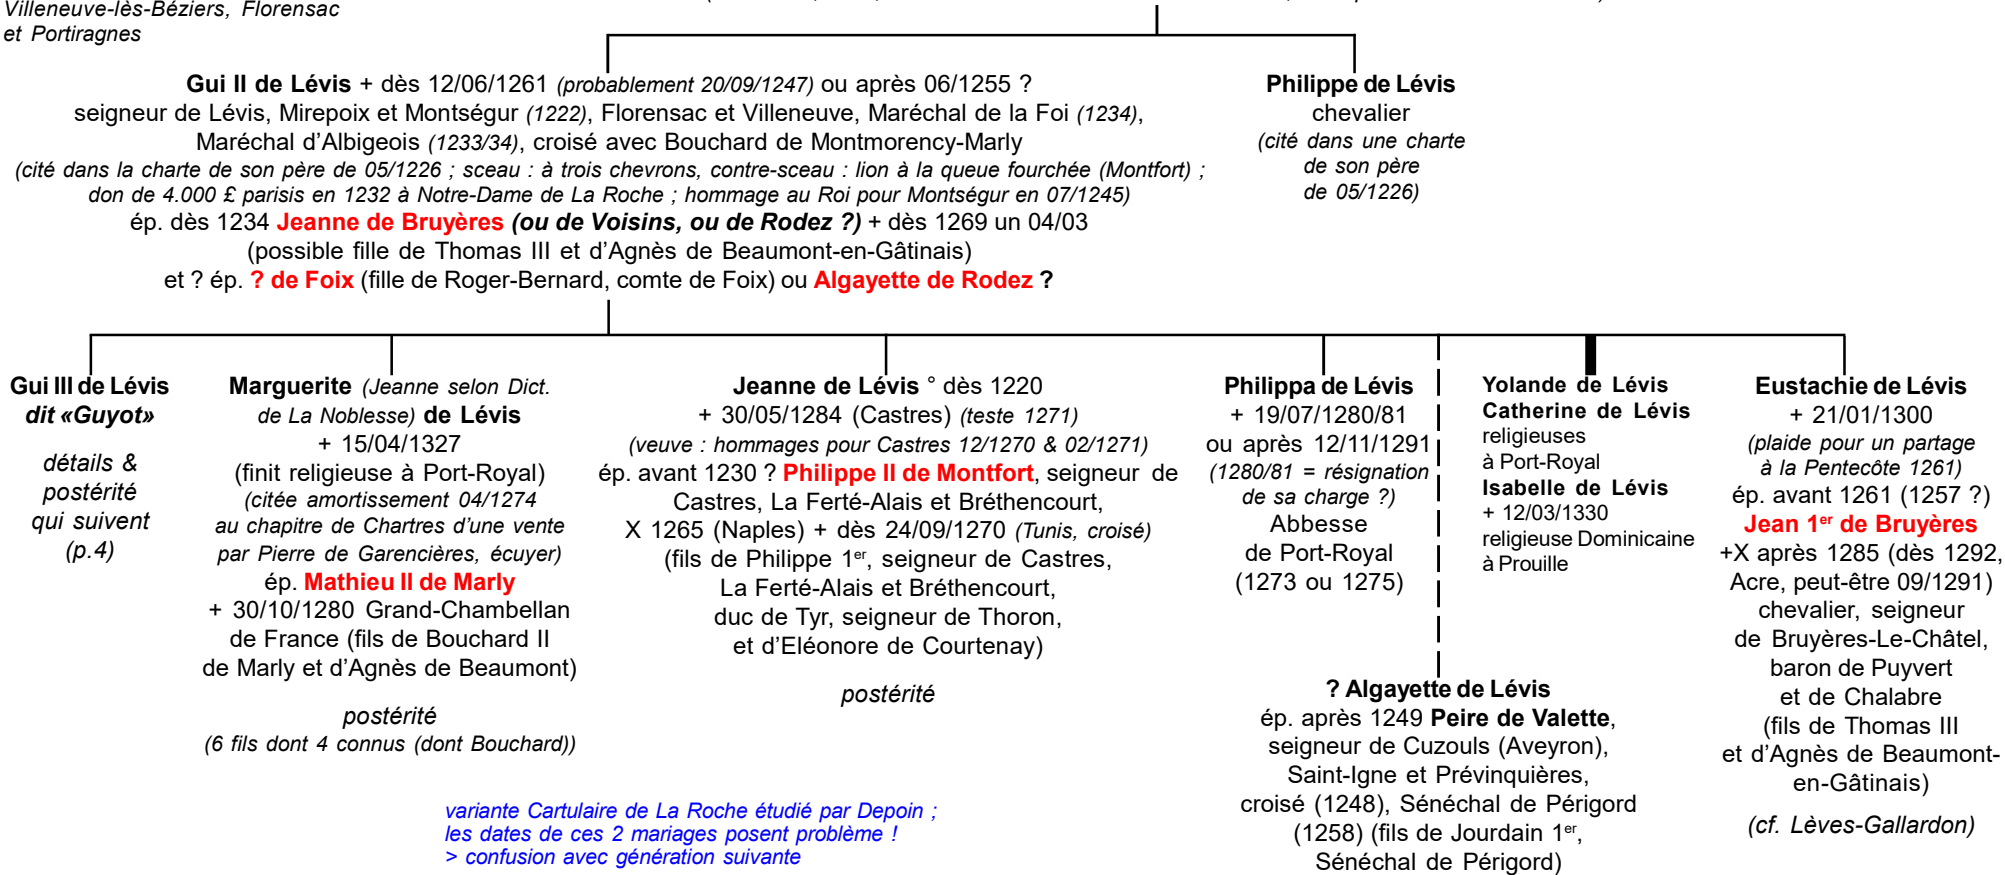 Villeneuve-lès-Béziers, Florensac
et Portiragnes
Gui II de Lévis + dès 12/06/1261 (probablement 20/09/1247) ou après 06/1255 ?
seigneur de Lévis, Mirepoix et Montségur (1222), Florensac et Villeneuve, Maréchal de la Foi (1234),
Maréchal d’Albigeois (1233/34), croisé avec Bouchard de Montmorency-Marly
(cité dans la charte de son père de 05/1226 ; sceau : à trois chevrons, contre-sceau : lion à la queue fourchée (Montfort) ;
don de 4.000 £ parisis en 1232 à Notre-Dame de La Roche ; hommage au Roi pour Montségur en 07/1245)
ép. dès 1234 Jeanne de Bruyères (ou de Voisins, ou de Rodez ?) + dès 1269 un 04/03
(possible fille de Thomas III et d’Agnès de Beaumont-en-Gâtinais)
et ? ép. ? de Foix (fille de Roger-Bernard, comte de Foix) ou Algayette de Rodez ?
Philippe de Lévis
chevalier
(cité dans une charte
de son père
de 05/1226)
Gui III de Lévis
dit «Guyot»
détails &
postérité
qui suivent
(p.4)
Marguerite (Jeanne selon Dict.
de La Noblesse) de Lévis
+ 15/04/1327
(finit religieuse à Port-Royal)
(citée amortissement 04/1274
au chapitre de Chartres d’une vente
par Pierre de Garencières, écuyer)
ép. Mathieu II de Marly
+ 30/10/1280 Grand-Chambellan
de France (fils de Bouchard II
de Marly et d’Agnès de Beaumont)
postérité
(6 fils dont 4 connus (dont Bouchard))
Jeanne de Lévis ° dès 1220
+ 30/05/1284 (Castres) (teste 1271)
(veuve : hommages pour Castres 12/1270 & 02/1271)
ép. avant 1230 ? Philippe II de Montfort, seigneur de
Castres, La Ferté-Alais et Bréthencourt,
X 1265 (Naples) + dès 24/09/1270 (Tunis, croisé)
(fils de Philippe 1er, seigneur de Castres,
La Ferté-Alais et Bréthencourt,
duc de Tyr, seigneur de Thoron,
et d’Eléonore de Courtenay)
postérité
Philippa de Lévis
+ 19/07/1280/81
ou après 12/11/1291
(1280/81 = résignation
de sa charge ?)
Abbesse
de Port-Royal
(1273 ou 1275)
? Algayette de Lévis
ép. après 1249 Peire de Valette,
seigneur de Cuzouls (Aveyron),
Saint-Igne et Prévinquières,
croisé (1248), Sénéchal de Périgord
(1258) (fils de Jourdain 1er,
Sénéchal de Périgord)
Yolande de Lévis
Catherine de Lévis
religieuses
à Port-Royal
Isabelle de Lévis
+ 12/03/1330
religieuse Dominicaine
à Prouille
Eustachie de Lévis
+ 21/01/1300
(plaide pour un partage
à la Pentecôte 1261)
ép. avant 1261 (1257 ?)
Jean 1er de Bruyères
+X après 1285 (dès 1292,
Acre, peut-être 09/1291)
chevalier, seigneur
de Bruyères-Le-Châtel,
baron de Puyvert
et de Chalabre
(fils de Thomas III
et d’Agnès de Beaumont-
en-Gâtinais)
(cf. Lèves-Gallardon)
variante Cartulaire de La Roche étudié par Depoin ;
les dates de ces 2 mariages posent problème !
> confusion avec génération suivante